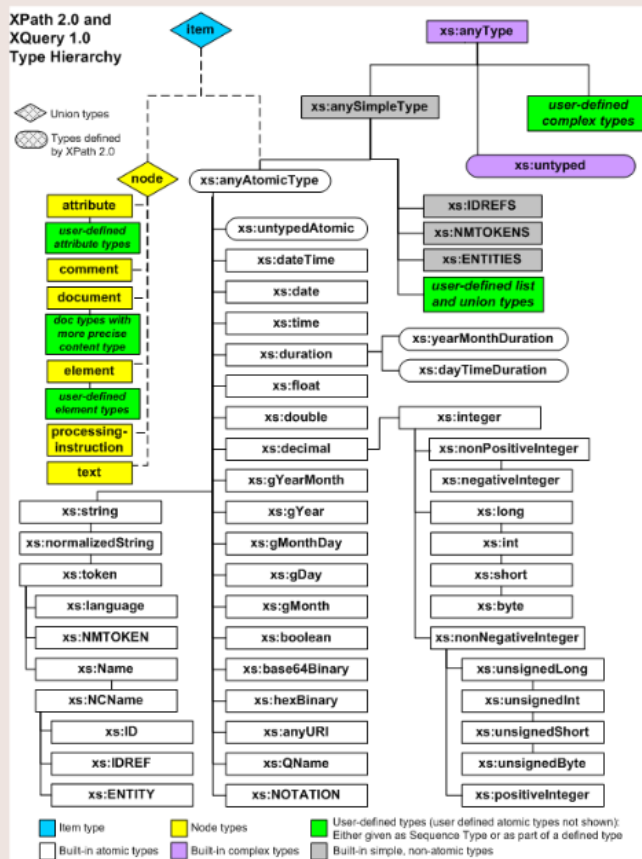 XPath 2.0 and
XQuery 1.0
Type Hierarchy
item
xs:anyType
Union types
Types defined
by XPath 2.0
xs:anySimpleType
user-defined
complex types
xs:untyped
node
xs:anyAtomicType
attribute
user-defined
attribute types
comment
document
doc types with
more precise
content type
element
user-defined
element types
processing-
instruction
text
xs:untypedAtomic
xs:dateTime
xs:date
xs:time
xs:duration
xs:float
xs:double
xs:decimal
xs:gYearMonth
xs:gYear
xs:gMonthDay
xs:gDay
xs:gMonth
xs:boolean
xs:base64Binary
xs:hexBinary
xs:anyURI
xs:QName
xs:NOTATION
xs:IDREFS
xs:NMTOKENS
xs:ENTITIES
user-defined list
and union types
xs:yearMonthDuration
xs:dayTimeDuration
xs:integer
xs:nonPositiveInteger
xs:negativeInteger
xs:long
xs:int
xs:short
xs:byte
xs:nonNegativeInteger
xs:unsignedLong
xs:unsignedInt
xs:unsignedShort
xs:unsignedByte
xs:positiveInteger
xs:string
xs:normalizedString
xs:token
xs:language
xs:NMTOKEN
xs:Name
xs:NCName
xs:ID
xs:IDREF
xs:ENTITY
Item type
Node types
User-defined types (user defined atomic types not shown):
Either given as Sequence Type or as part of a defined type
Built-in atomic types
Built-in complex types
Built-in simple, non-atomic types